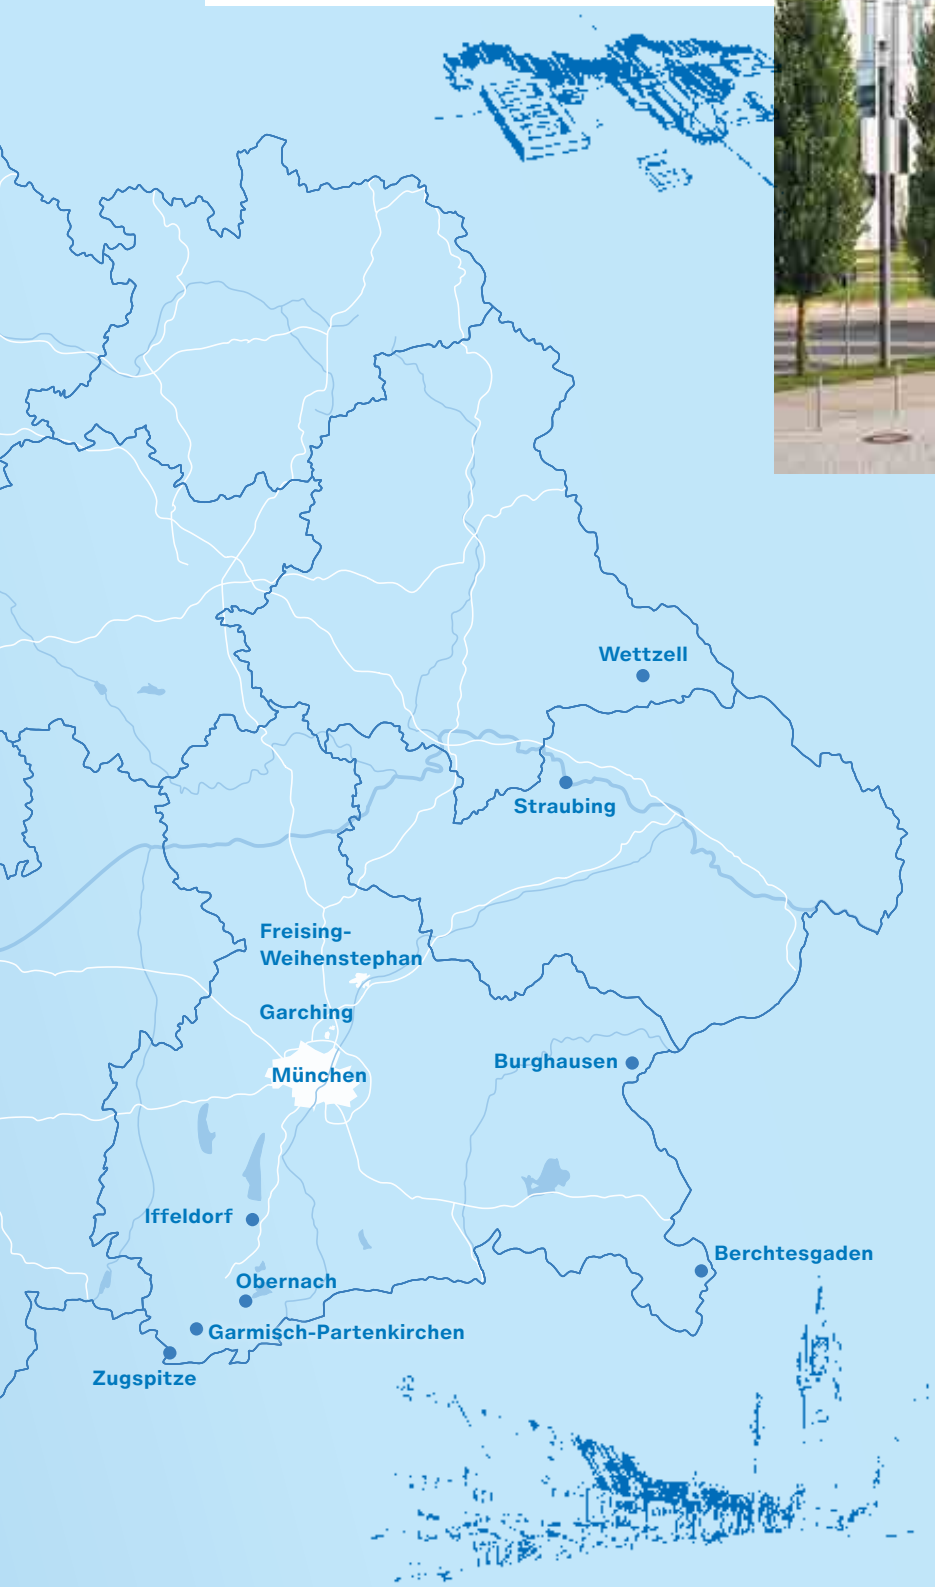 Wettzell
Straubing
Freising-
Weihenstephan
Garching
Burghausen
München
Iffeldorf
Berchtesgaden
Obernach
Garmisch-Partenkirchen
Zugspitze